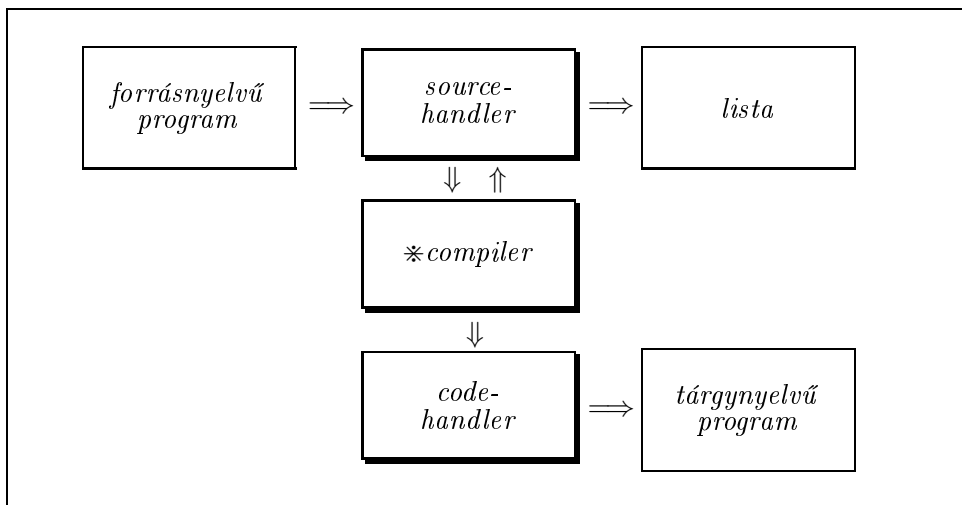 forrásnyelvű
program
source-
handler
lista
※compiler
code-
handler
tárgynyelvű
program